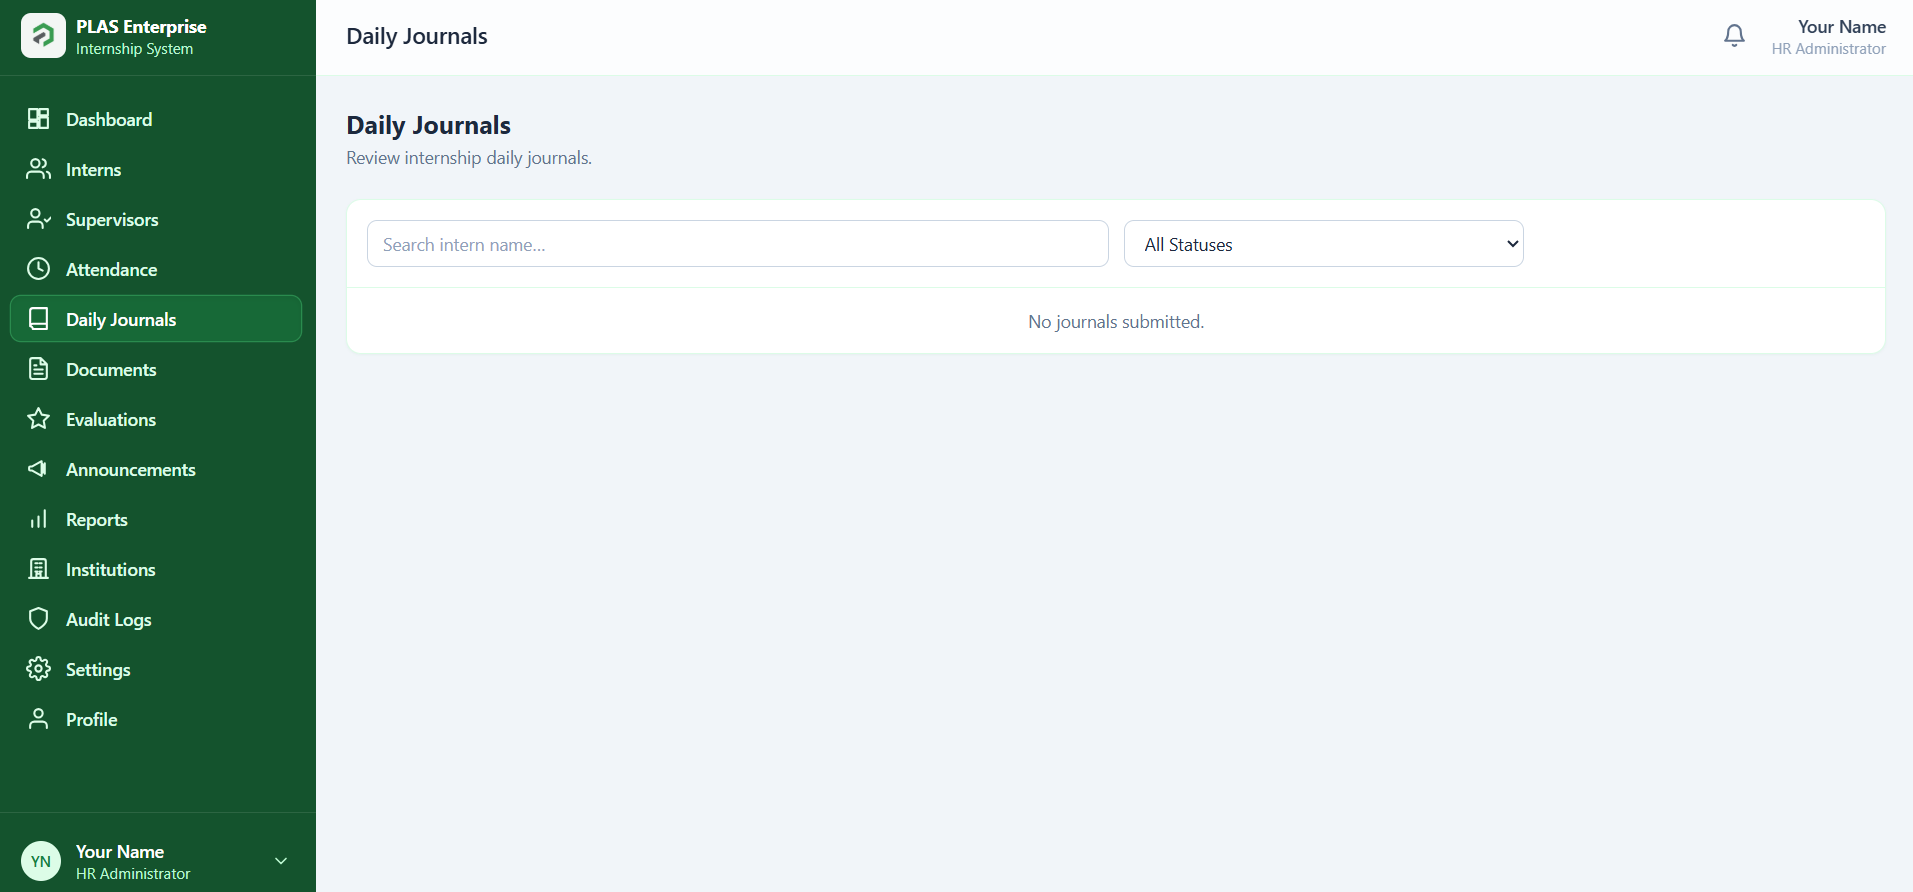 PLAS Enterprise
Internship System
Dashboard
Interns
Supervisors
Attendance
Daily Journals
Documents
Evaluations
Announcements
Reports
Institutions
Audit Logs
Settings
Profile
YN
Your Name
HR Administrator
Daily Journals
Your Name
HR Administrator
Daily Journals
Review internship daily journals.
Search intern name...
All Statuses
No journals submitted.